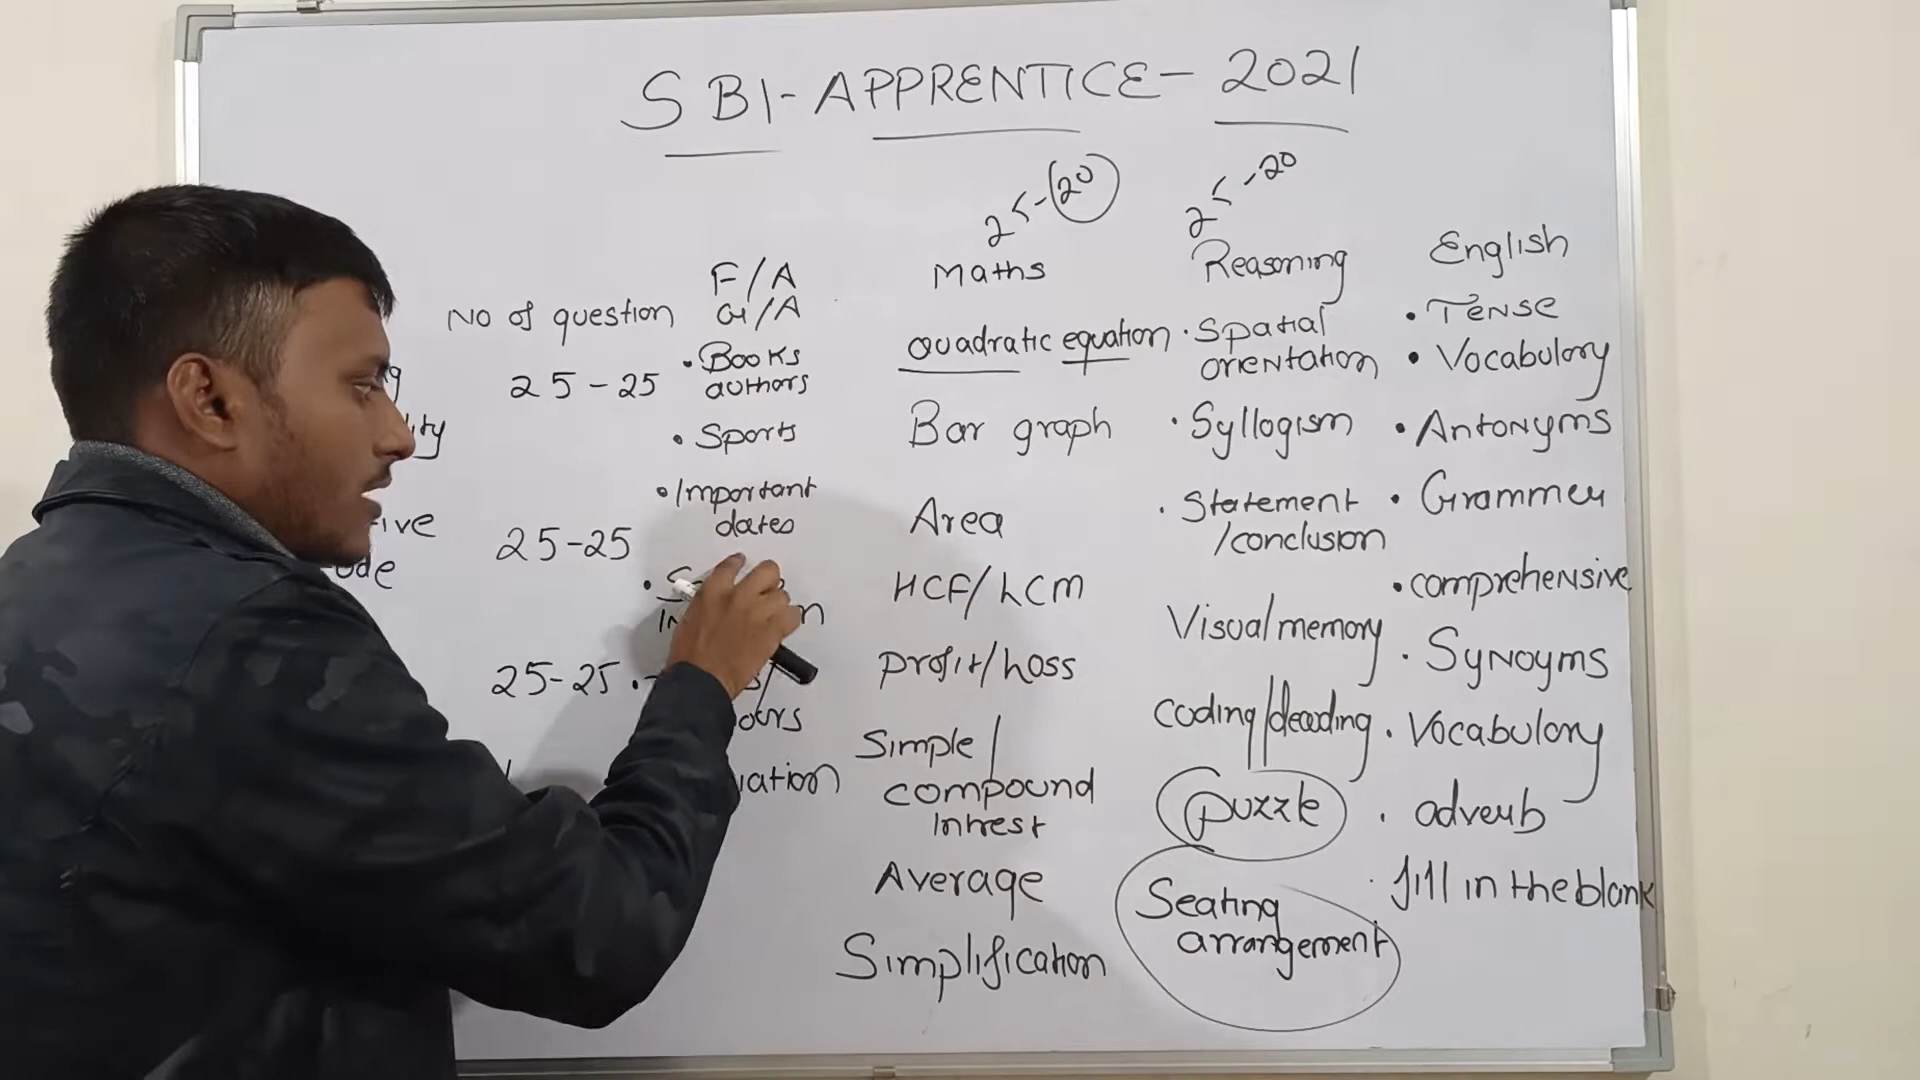 SBI-APPRENTICE-2021
25-20
25-20
NO of question
25-25
25-25
25-25
F/A
G/A
• Books
authors
• Sports
• Important
dates
Maths
quadratic equation
Bar graph
Area
HCF/LCM
Profit/Loss
Simple/
compound
Intrest
Average
Simplification
Reasoning
• Spatial
orientation
• Syllogism
• Statement
/conclusion
Visual memory
Coding/decoding
Puzzle
Seating
arrangement
English
• Tense
• Vocabulory
• Antonyms
• Grammer
• comprehensive
• Synoyms
• Vocabulory
• adverb
• fill in the blank